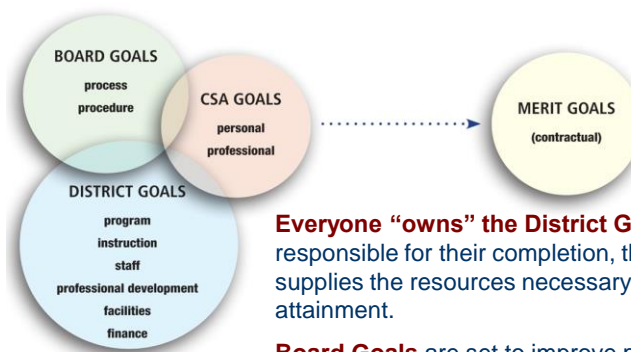 BOARD GOALS
process
procedure
CSA GOALS
personal
professional
MERIT GOALS
(contractual)
DISTRICT GOALS
program
instruction
staff
professional development
facilities
finance
Everyone “owns” the District
responsible for their completion,
supplies the resources necessary
attainment.
Board Goals are set to improve